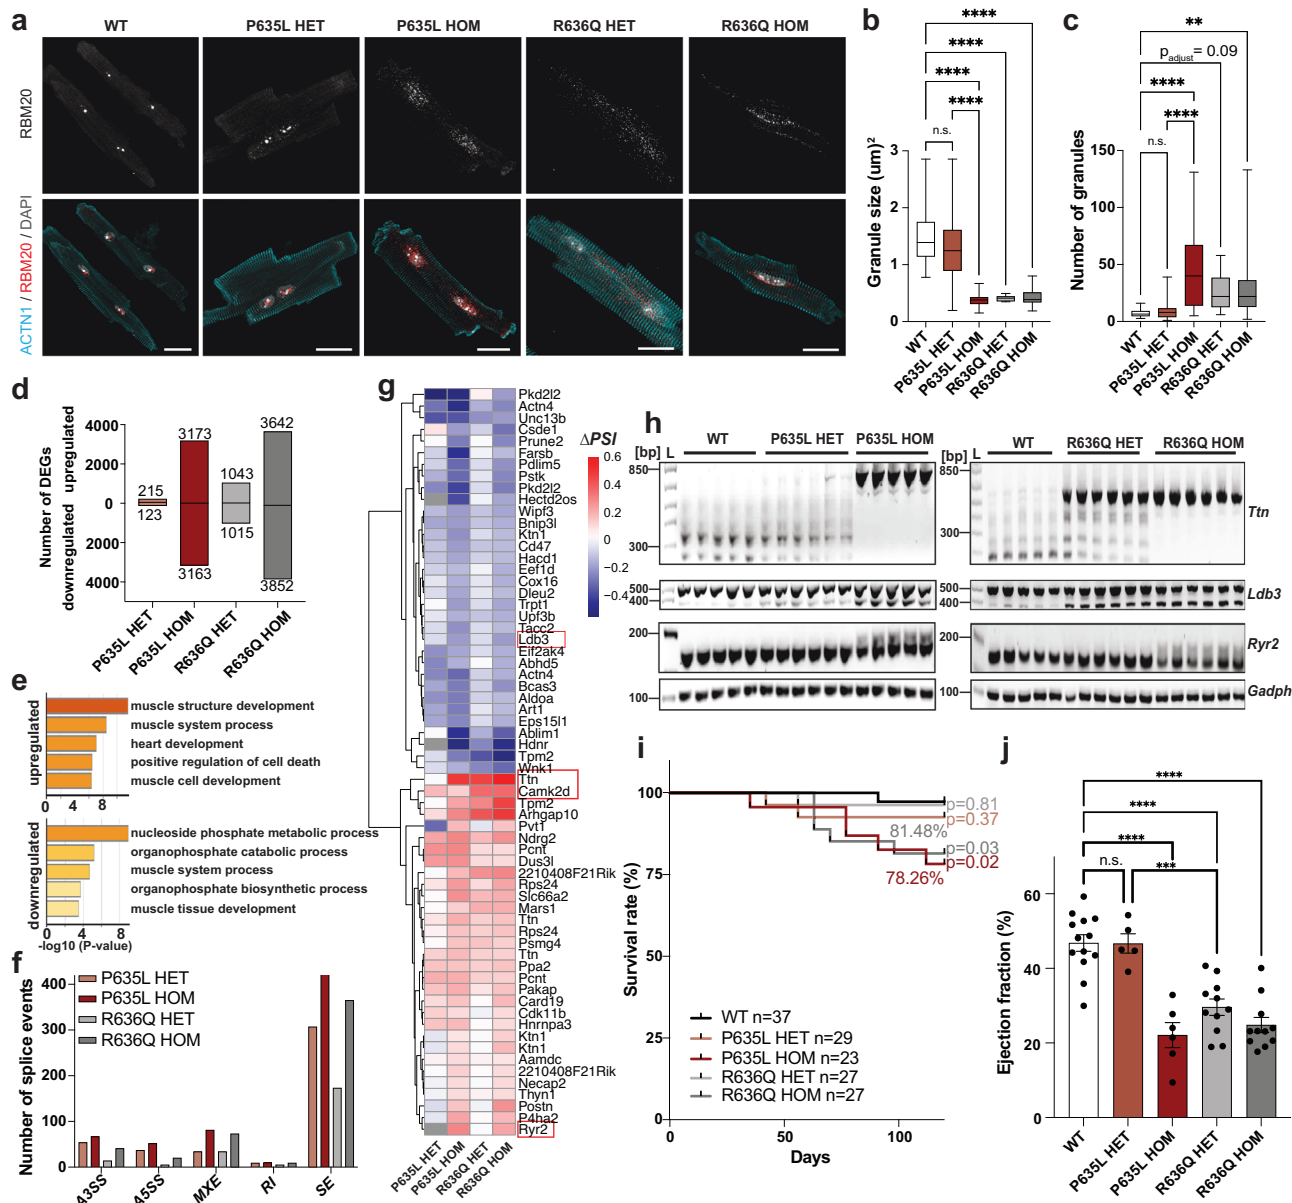 a
WT
P635L HET
P635L HOM
R636Q HET
R636Q HOM
RBM20
ACTN1 / RBM20 / DAPI
b
****
****
****
****
n.s.
Granule size (um)²
3
2
1
0
WT
P635L HET
P635L HOM
R636Q HET
R636Q HOM
c
**
padjust = 0.09
****
****
n.s.
Number of granules
150
100
50
0
WT
P635L HET
P635L HOM
R636Q HET
R636Q HOM
d
Number of DEGs
downregulated upregulated
4000
2000
0
2000
4000
215
123
3173
3163
1043
1015
3642
3852
P635L HET
P635L HOM
R636Q HET
R636Q HOM
e
upregulated
muscle structure development
muscle system process
heart development
positive regulation of cell death
muscle cell development
0 4 8
downregulated
nucleoside phosphate metabolic process
organophosphate catabolic process
muscle system process
organophosphate biosynthetic process
muscle tissue development
0 4 8
-log10 (P-value)
f
Number of splice events
400
300
200
100
0
P635L HET
P635L HOM
R636Q HET
R636Q HOM
A3SS
A5SS
MXE
RI
SE
g
Pkd2l2
Actn4
Unc13b
Csde1
Prune2
Farsb
Pdlim5
Pstk
Pkd2l2
Hectd2os
Wipf3
Bnip3l
Ktn1
Cd47
Hacd1
Eef1d
Cox16
Dleu2
Trpt1
Upf3b
Tacc2
Ldb3
Eif2ak4
Abhd5
Actn4
Bcas3
Aldoa
Art1
Eps15l1
Ablim1
Hdnr
Tpm2
Wnk1
Ttn
Camk2d
Tpm2
Arhgap10
Pvt1
Ndrg2
Pcnt
Dus3l
2210408F21Rik
Rps24
Slc66a2
Mars1
Ttn
Rps24
Psmg4
Ttn
Ppa2
Pcnt
Pakap
Card19
Cdk11b
Hnrnpa3
Ktn1
Ktn1
Aamdc
2210408F21Rik
Necap2
Thyn1
Postn
P4ha2
Ryr2
P635L HET
P635L HOM
R636Q HET
R636Q HOM
ΔPSI
0.6
0.4
0.2
0
−0.2
−0.4
h
[bp]
L
WT
P635L HET
P635L HOM
850
300
500
400
200
100
[bp]
L
WT
R636Q HET
R636Q HOM
850
300
500
400
200
100
Ttn
Ldb3
Ryr2
Gadph
i
Survival rate (%)
100
75
25
0
p=0.81
p=0.37
81.48%
p=0.03
p=0.02
78.26%
WT n=37
P635L HET n=29
P635L HOM n=23
R636Q HET n=27
R636Q HOM n=27
0
50
100
Days
j
****
****
****
n.s.
***
Ejection fraction (%)
60
40
20
0
WT
P635L HET
P635L HOM
R636Q HET
R636Q HOM